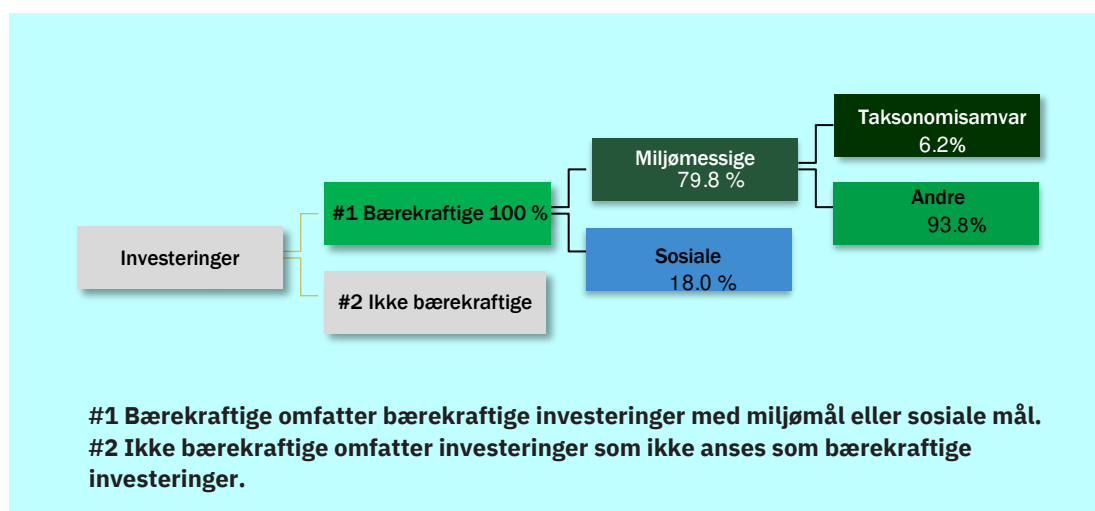 Taksonomisamvar
6.2%
Miljømessige
79.8 %
Andre
93.8%
#1 Bærekraftige 100 %
Investeringer
Sosiale
18.0 %
#2 Ikke bærekraftige
#1 Bærekraftige omfatter bærekraftige investeringer med miljømål eller sosiale mål.
#2 Ikke bærekraftige omfatter investeringer som ikke anses som bærekraftige
investeringer.